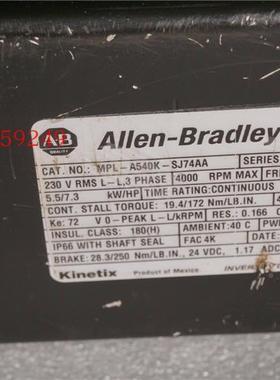 59242
AB
QUALITY
Allen-Bradley
CAT. NO.: MPL-A540K-SJ74AA
SERIES
230 V RMS L-L,3 PHASE
4000 RPM MAX
5.5/7.3 kW/HP
TIME RATING:CONTINUOUS
CONT. STALL TORQUE: 19.4/172 Nm/LB.IN.
Ke: 72 V 0-PEAK L-L/kRPM
RES.: 0.166
INSUL. CLASS: 180(H)
AMBIENT:40 C
IP66 WITH SHAFT SEAL
FAC 4K
BRAKE: 28.3/250 Nm/LB.IN., 24 VDC, 1.17 ADC
Kinetix
Product of Mexico